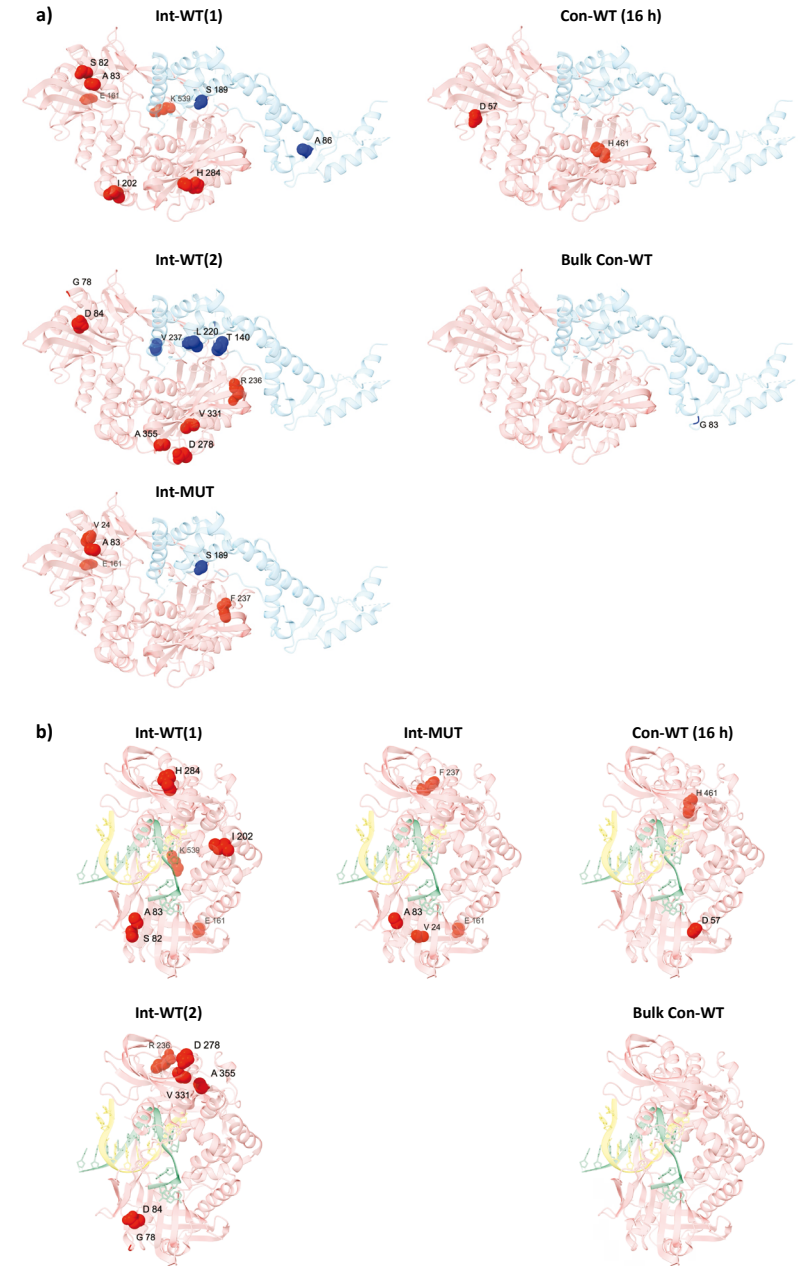 a)
Int-WT(1)
Con-WT (16 h)
S 82
A 83
E 161
K 539
S 189
A 86
I 202
H 284
D 57
H 461
Int-WT(2)
Bulk Con-WT
G 78
D 84
V 237
L 220
T 140
R 236
V 331
A 355
D 278
G 83
Int-MUT
V 24
A 83
E 161
S 189
F 237
b)
Int-WT(1)
Int-MUT
Con-WT (16 h)
H 284
I 202
K 539
A 83
S 82
E 161
F 237
A 83
V 24
E 161
H 461
D 57
Int-WT(2)
Bulk Con-WT
R 236
D 278
A 355
V 331
D 84
G 78